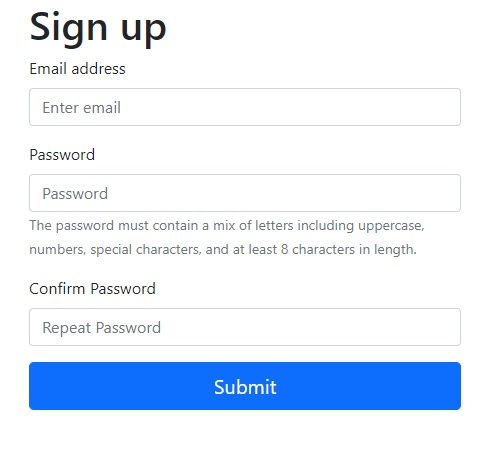 Sign up
Email address
Enter email
Password
Password
The password must contain a mix of letters including uppercase,
numbers, special characters, and at least 8 characters in length.
Confirm Password
Repeat Password
Submit